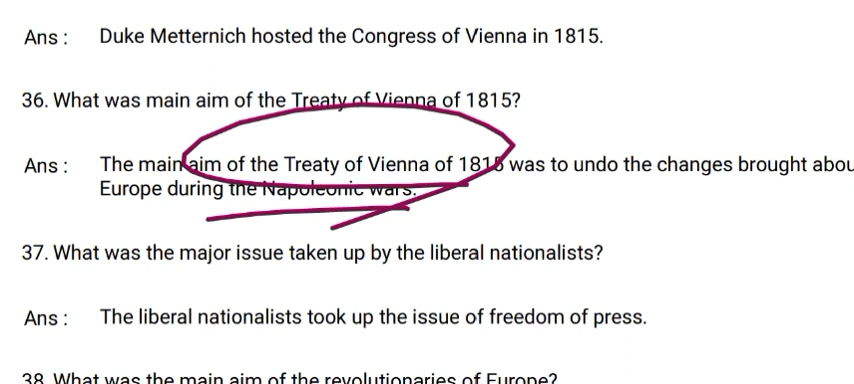 Ans : Duke Metternich hosted the Congress of Vienna in 1815.
36. What was main aim of the Treaty of Vienna of 1815?
Ans : The main aim of the Treaty of Vienna of 1815 was to undo the changes brought abou
Europe during the Napoleonic wars.
37. What was the major issue taken up by the liberal nationalists?
Ans : The liberal nationalists took up the issue of freedom of press.
38. What was the main aim of the revolutionaries of Europe?